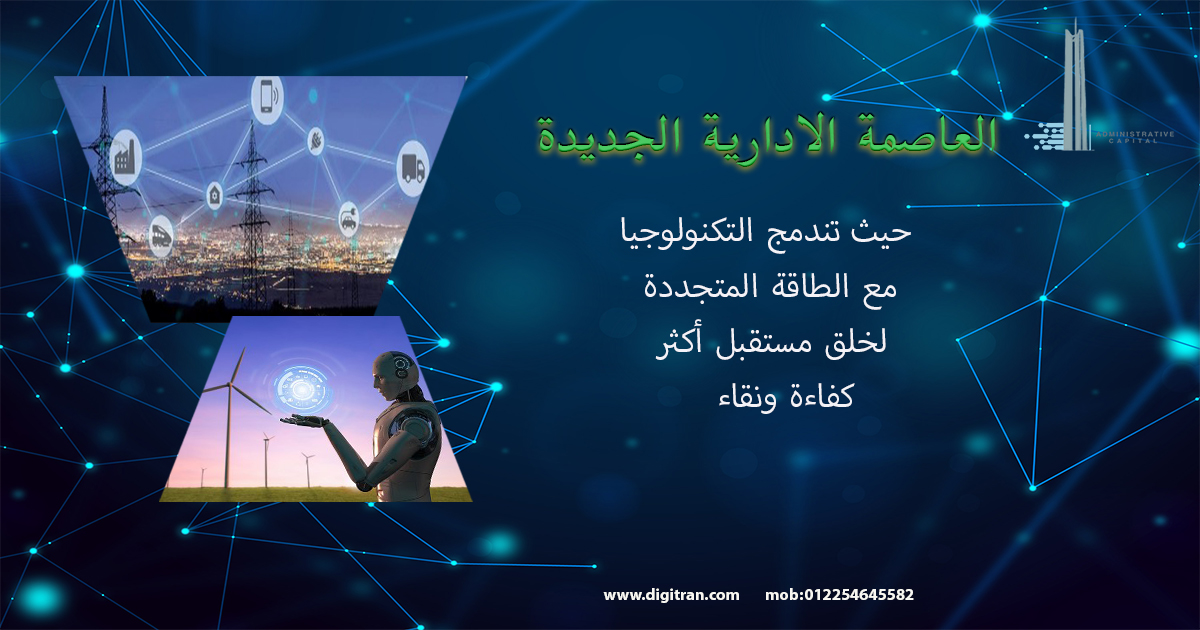 العاصمة الادارية الجديدة
ADMINISTRATIVE
CAPITAL
حيث تندمج التكنولوجيا
مع الطاقة المتجددة
لخلق مستقبل أكثر
كفاءة ونقاء
www.digitran.com mob:012254645582